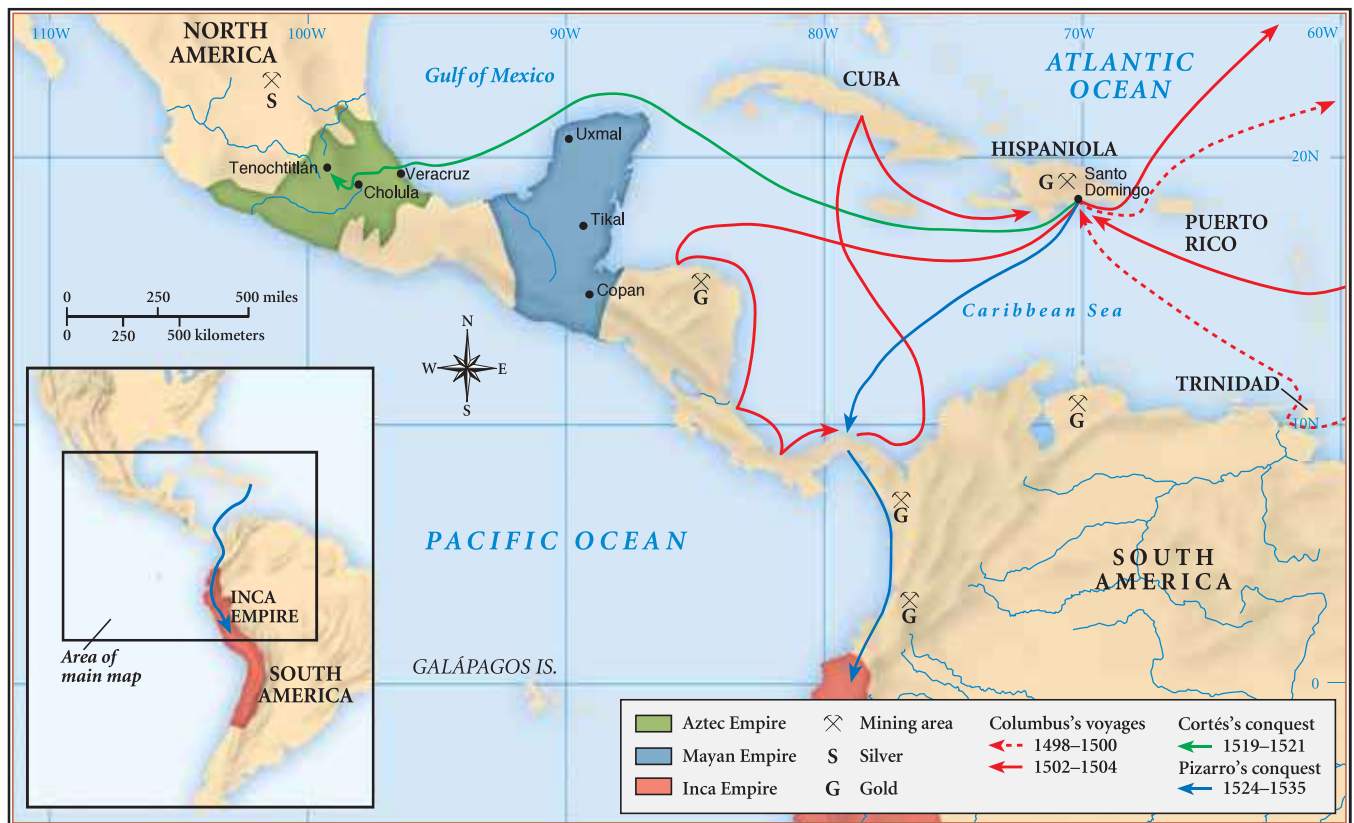 110W
100W
90W
80W
70W
60W
NORTH
AMERICA
S
Gulf of Mexico
CUBA
ATLANTIC
OCEAN
Uxmal
HISPANIOLA
20N
Tenochtitlán
Veracruz
Cholula
G
Santo
Domingo
PUERTO
RICO
Tikal
Copan
G
0 250 500 miles
0 250 500 kilometers
Caribbean Sea
N
W E
S
TRINIDAD
10N
G
G
PACIFIC OCEAN
SOUTH
AMERICA
G
INCA
EMPIRE
Area of
main map
SOUTH
AMERICA
GALÁPAGOS IS.
0
Aztec Empire
Mayan Empire
Inca Empire
Mining area
S Silver
G Gold
Columbus's voyages
1498–1500
1502–1504
Cortés's conquest
1519–1521
Pizarro's conquest
1524–1535